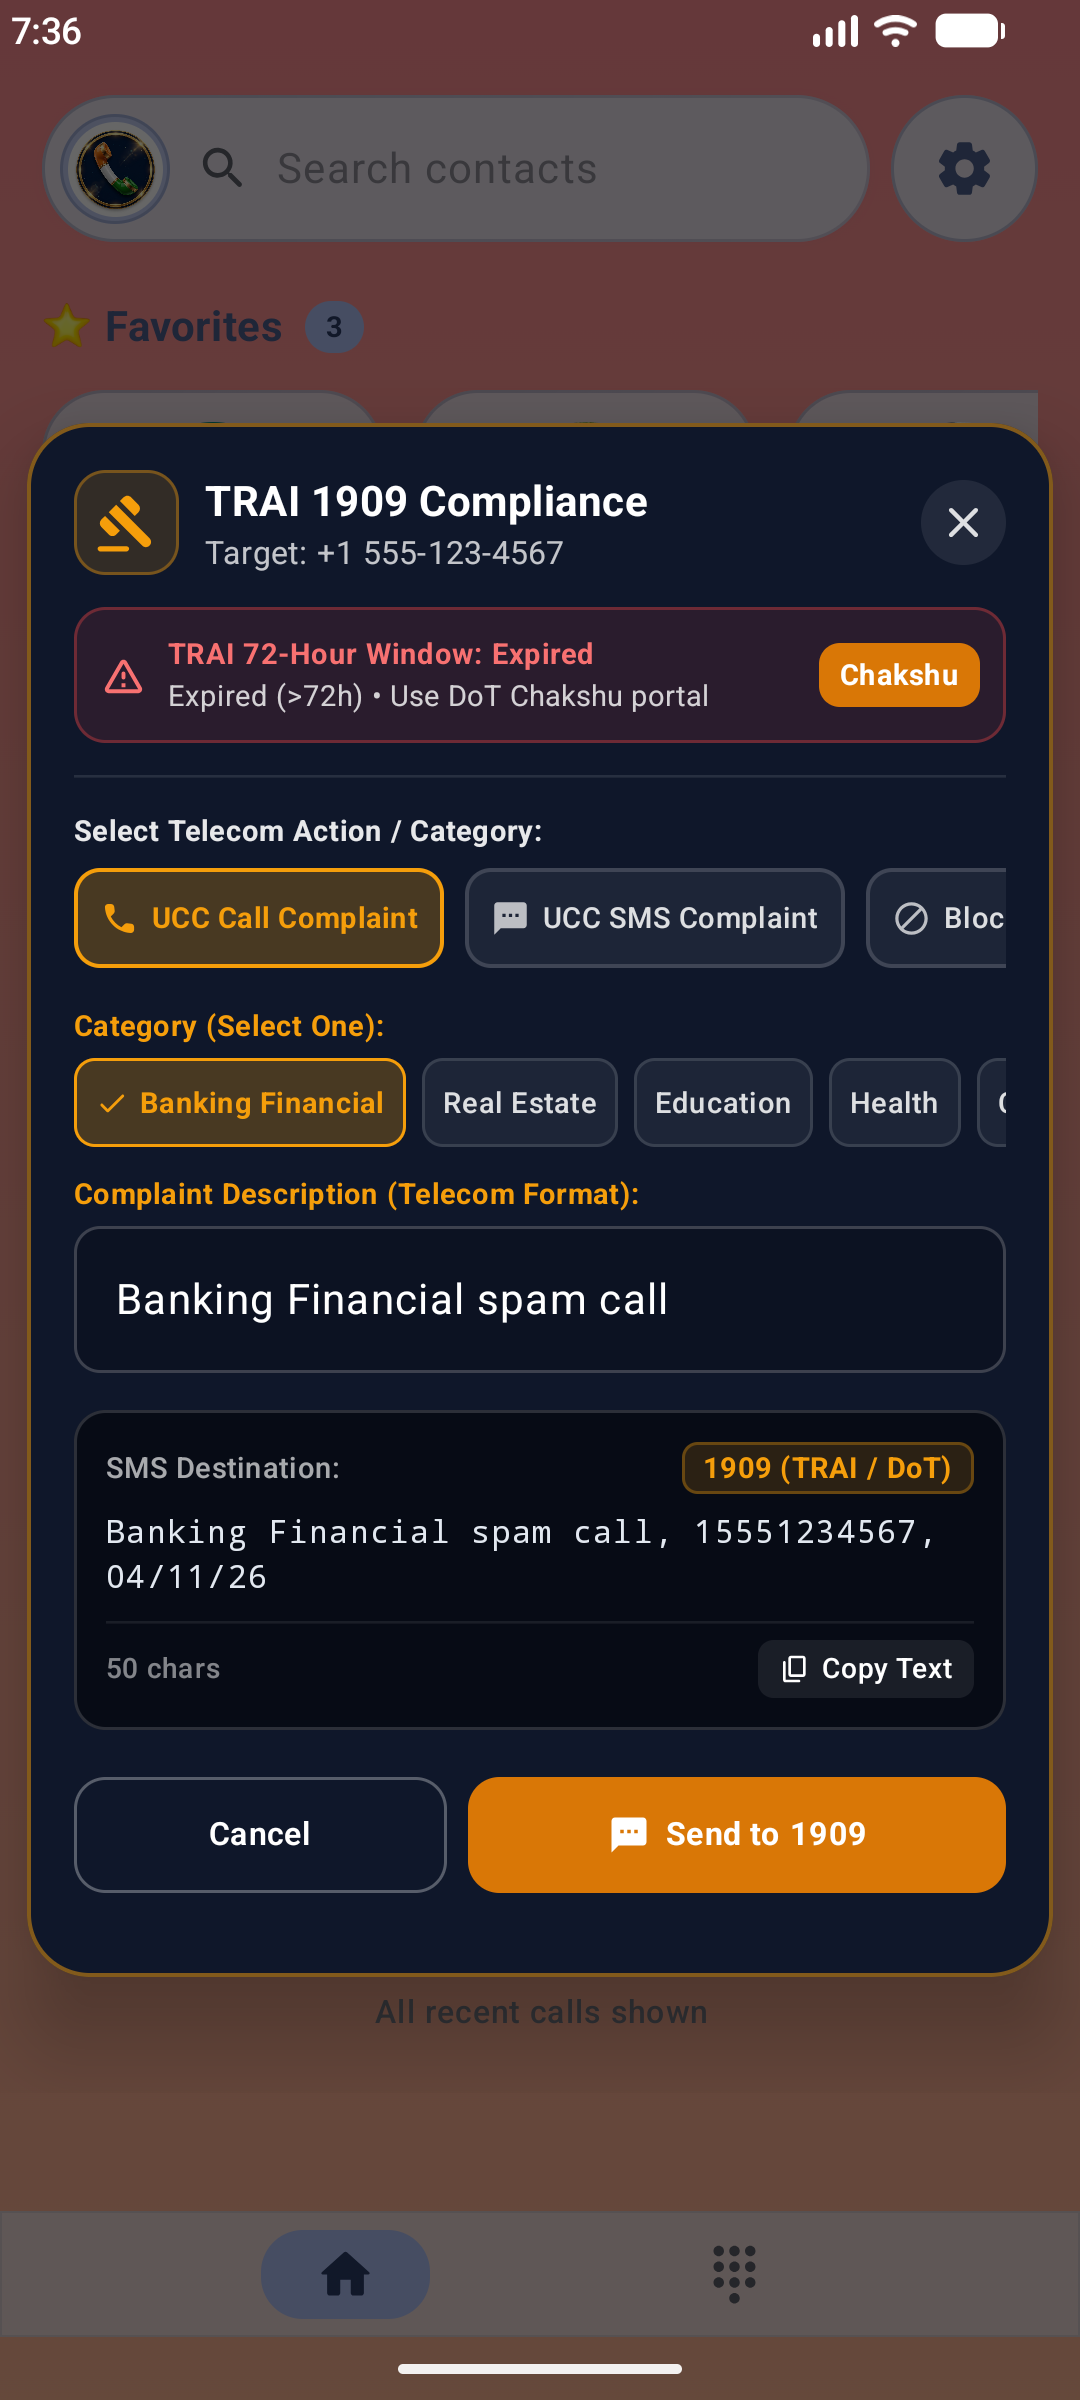 7:36
Search contacts
Favorites 3
TRAI 1909 Compliance
Target: +1 555-123-4567
TRAI 72-Hour Window: Expired
Expired (>72h) • Use DoT Chakshu portal
Chakshu
Select Telecom Action / Category:
UCC Call Complaint
UCC SMS Complaint
Bloc
Category (Select One):
Banking Financial
Real Estate
Education
Health
Complaint Description (Telecom Format):
Banking Financial spam call
SMS Destination:
1909 (TRAI / DoT)
Banking Financial spam call, 15551234567,
04/11/26
50 chars
Copy Text
Cancel
Send to 1909
All recent calls shown